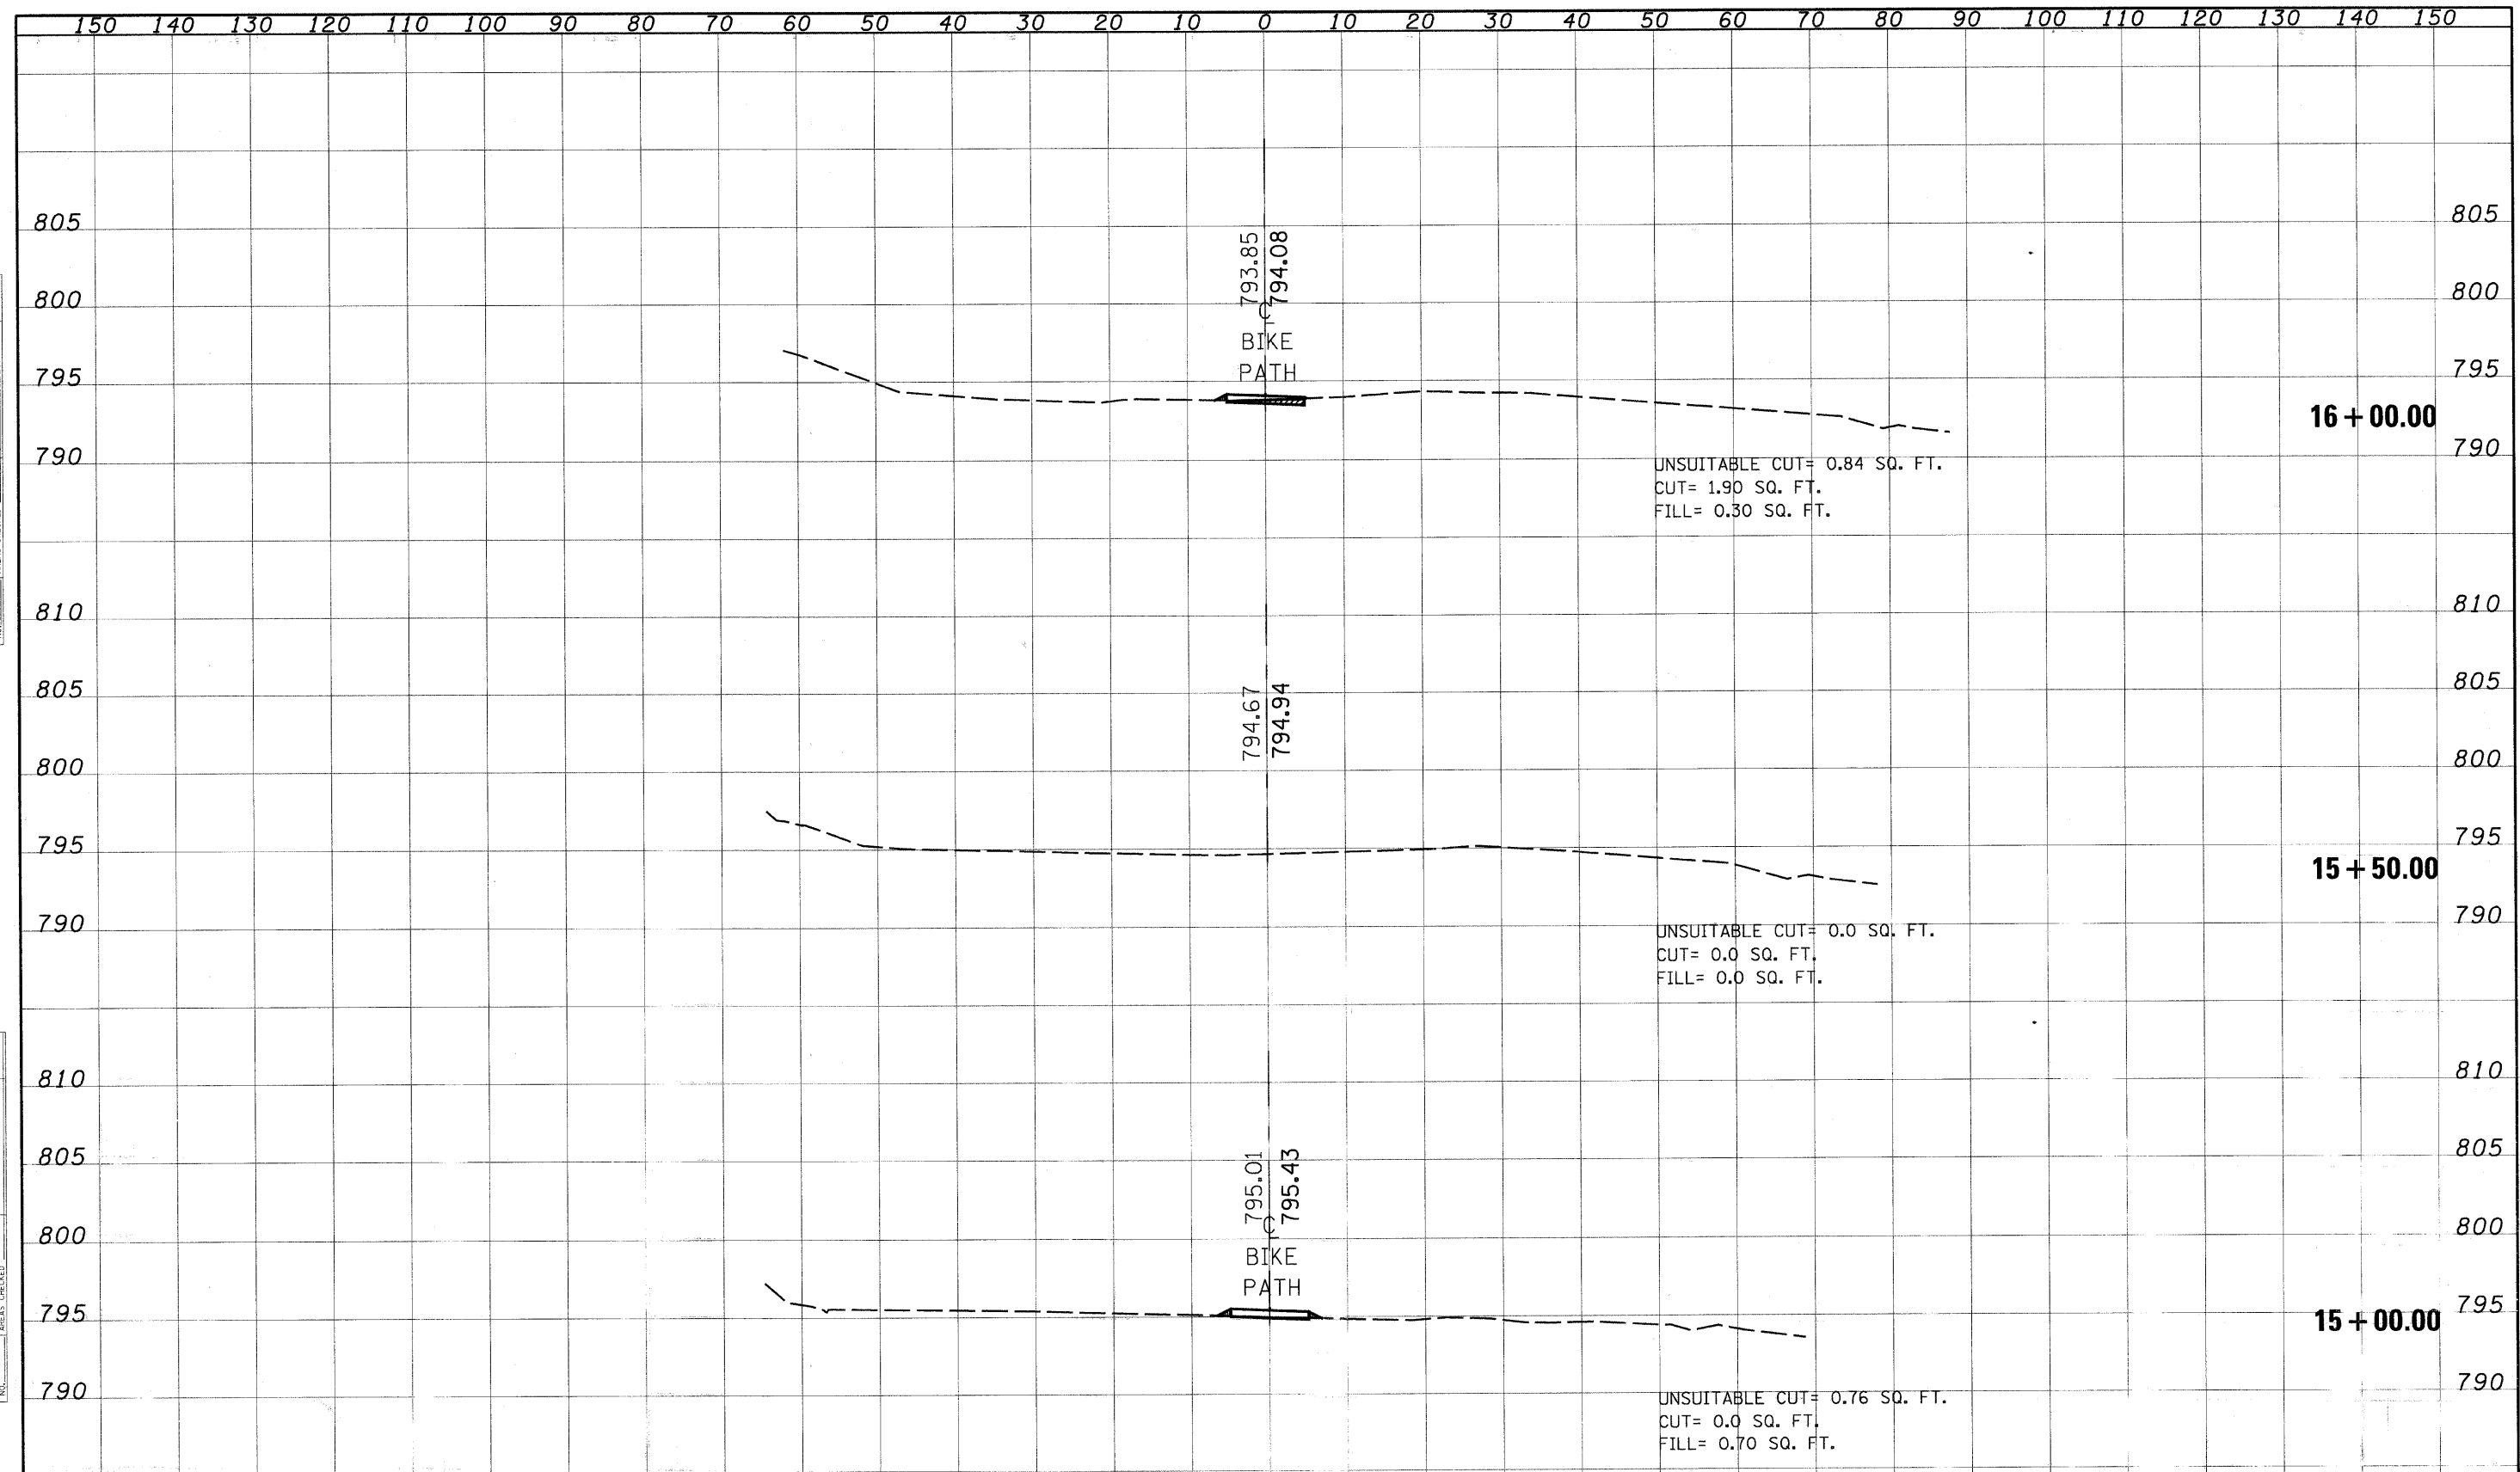 150 140 130 120 110 100 90 80 70 60 50 40 30 20 10 0 10 20 30 40 50 60 70 80 90 100 110 120 130 140 150
805 805
793.85
794.08
800 800
CL
BIKE
PATH
795 795
16 + 00.00
790 790
UNSUITABLE CUT= 0.84 SQ. FT.
CUT= 1.90 SQ. FT.
FILL= 0.30 SQ. FT.
810 810
805 805
794.67
794.94
800 800
795 795
15 + 50.00
790 790
UNSUITABLE CUT= 0.0 SQ. FT.
CUT= 0.0 SQ. FT.
FILL= 0.0 SQ. FT.
810 810
805 805
795.01
795.43
800 800
CL
BIKE
PATH
795 795
15 + 00.00
790 790
UNSUITABLE CUT= 0.76 SQ. FT.
CUT= 0.0 SQ. FT.
FILL= 0.70 SQ. FT.
AREAS CHECKED
NO.